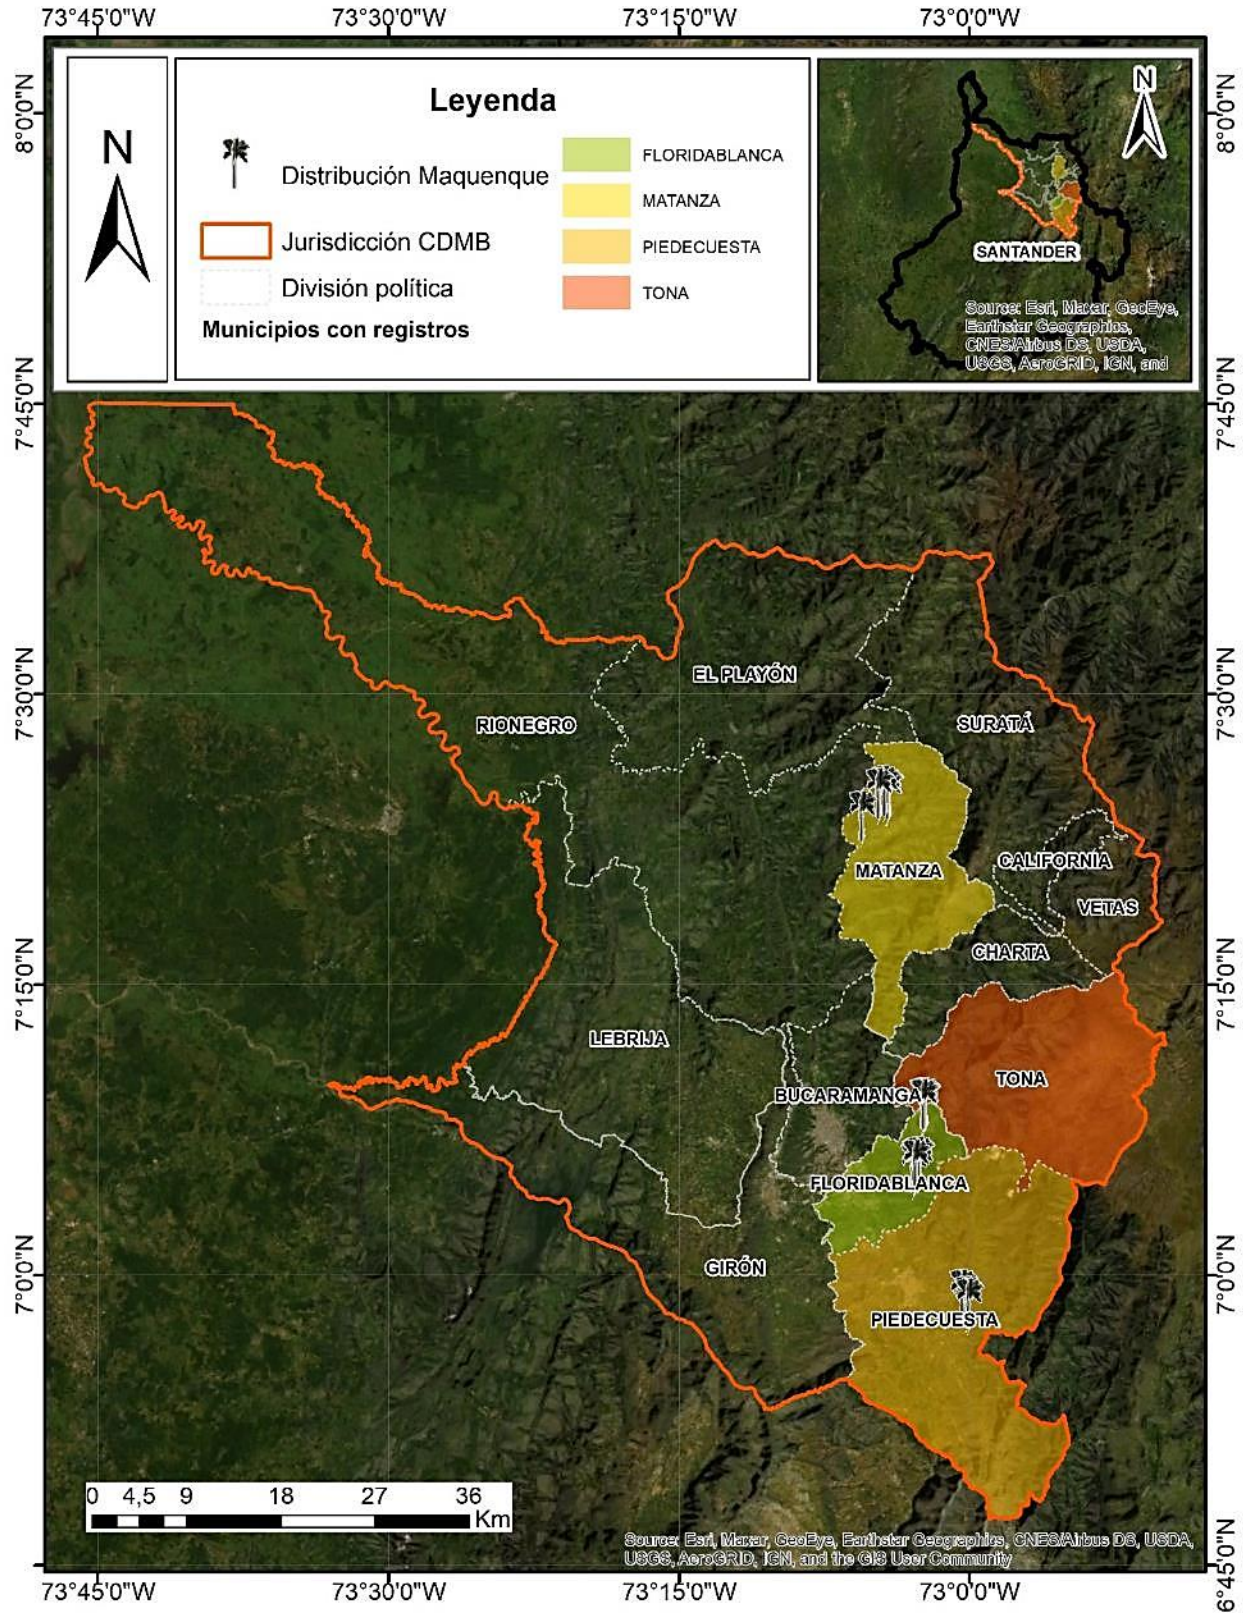 73°45'0"W 73°30'0"W 73°15'0"W 73°0'0"W
8°0'0"N
8°0'0"N
N
Leyenda
Distribución Maquenque
Jurisdicción CDMB
División política
Municipios con registros
FLORIDABLANCA
MATANZA
PIEDECUESTA
TONA
N
SANTANDER
Source: Esri, Maxar, GeoEye,
Earthstar Geographics,
CNES/Airbus DS, USDA,
USGS, AeroGRID, IGN, and
7°45'0"N
7°45'0"N
EL PLAYÓN
7°30'0"N
7°30'0"N
RIONEGRO
SURATÁ
CALIFORNÍA
MATANZA
VETAS
CHARTA
7°15'0"N
7°15'0"N
LEBRIJA
TONA
BUCARAMANGA
FLORIDABLANCA
GIRÓN
7°0'0"N
7°0'0"N
PIEDECUESTA
0 4,5 9 18 27 36
Km
Source: Esri, Maxar, GeoEye, Earthstar Geographics, CNES/Airbus DS, USDA,
USGS, AeroGRID, IGN, and the GIS User Community
6°45'0"N
73°45'0"W 73°30'0"W 73°15'0"W 73°0'0"W